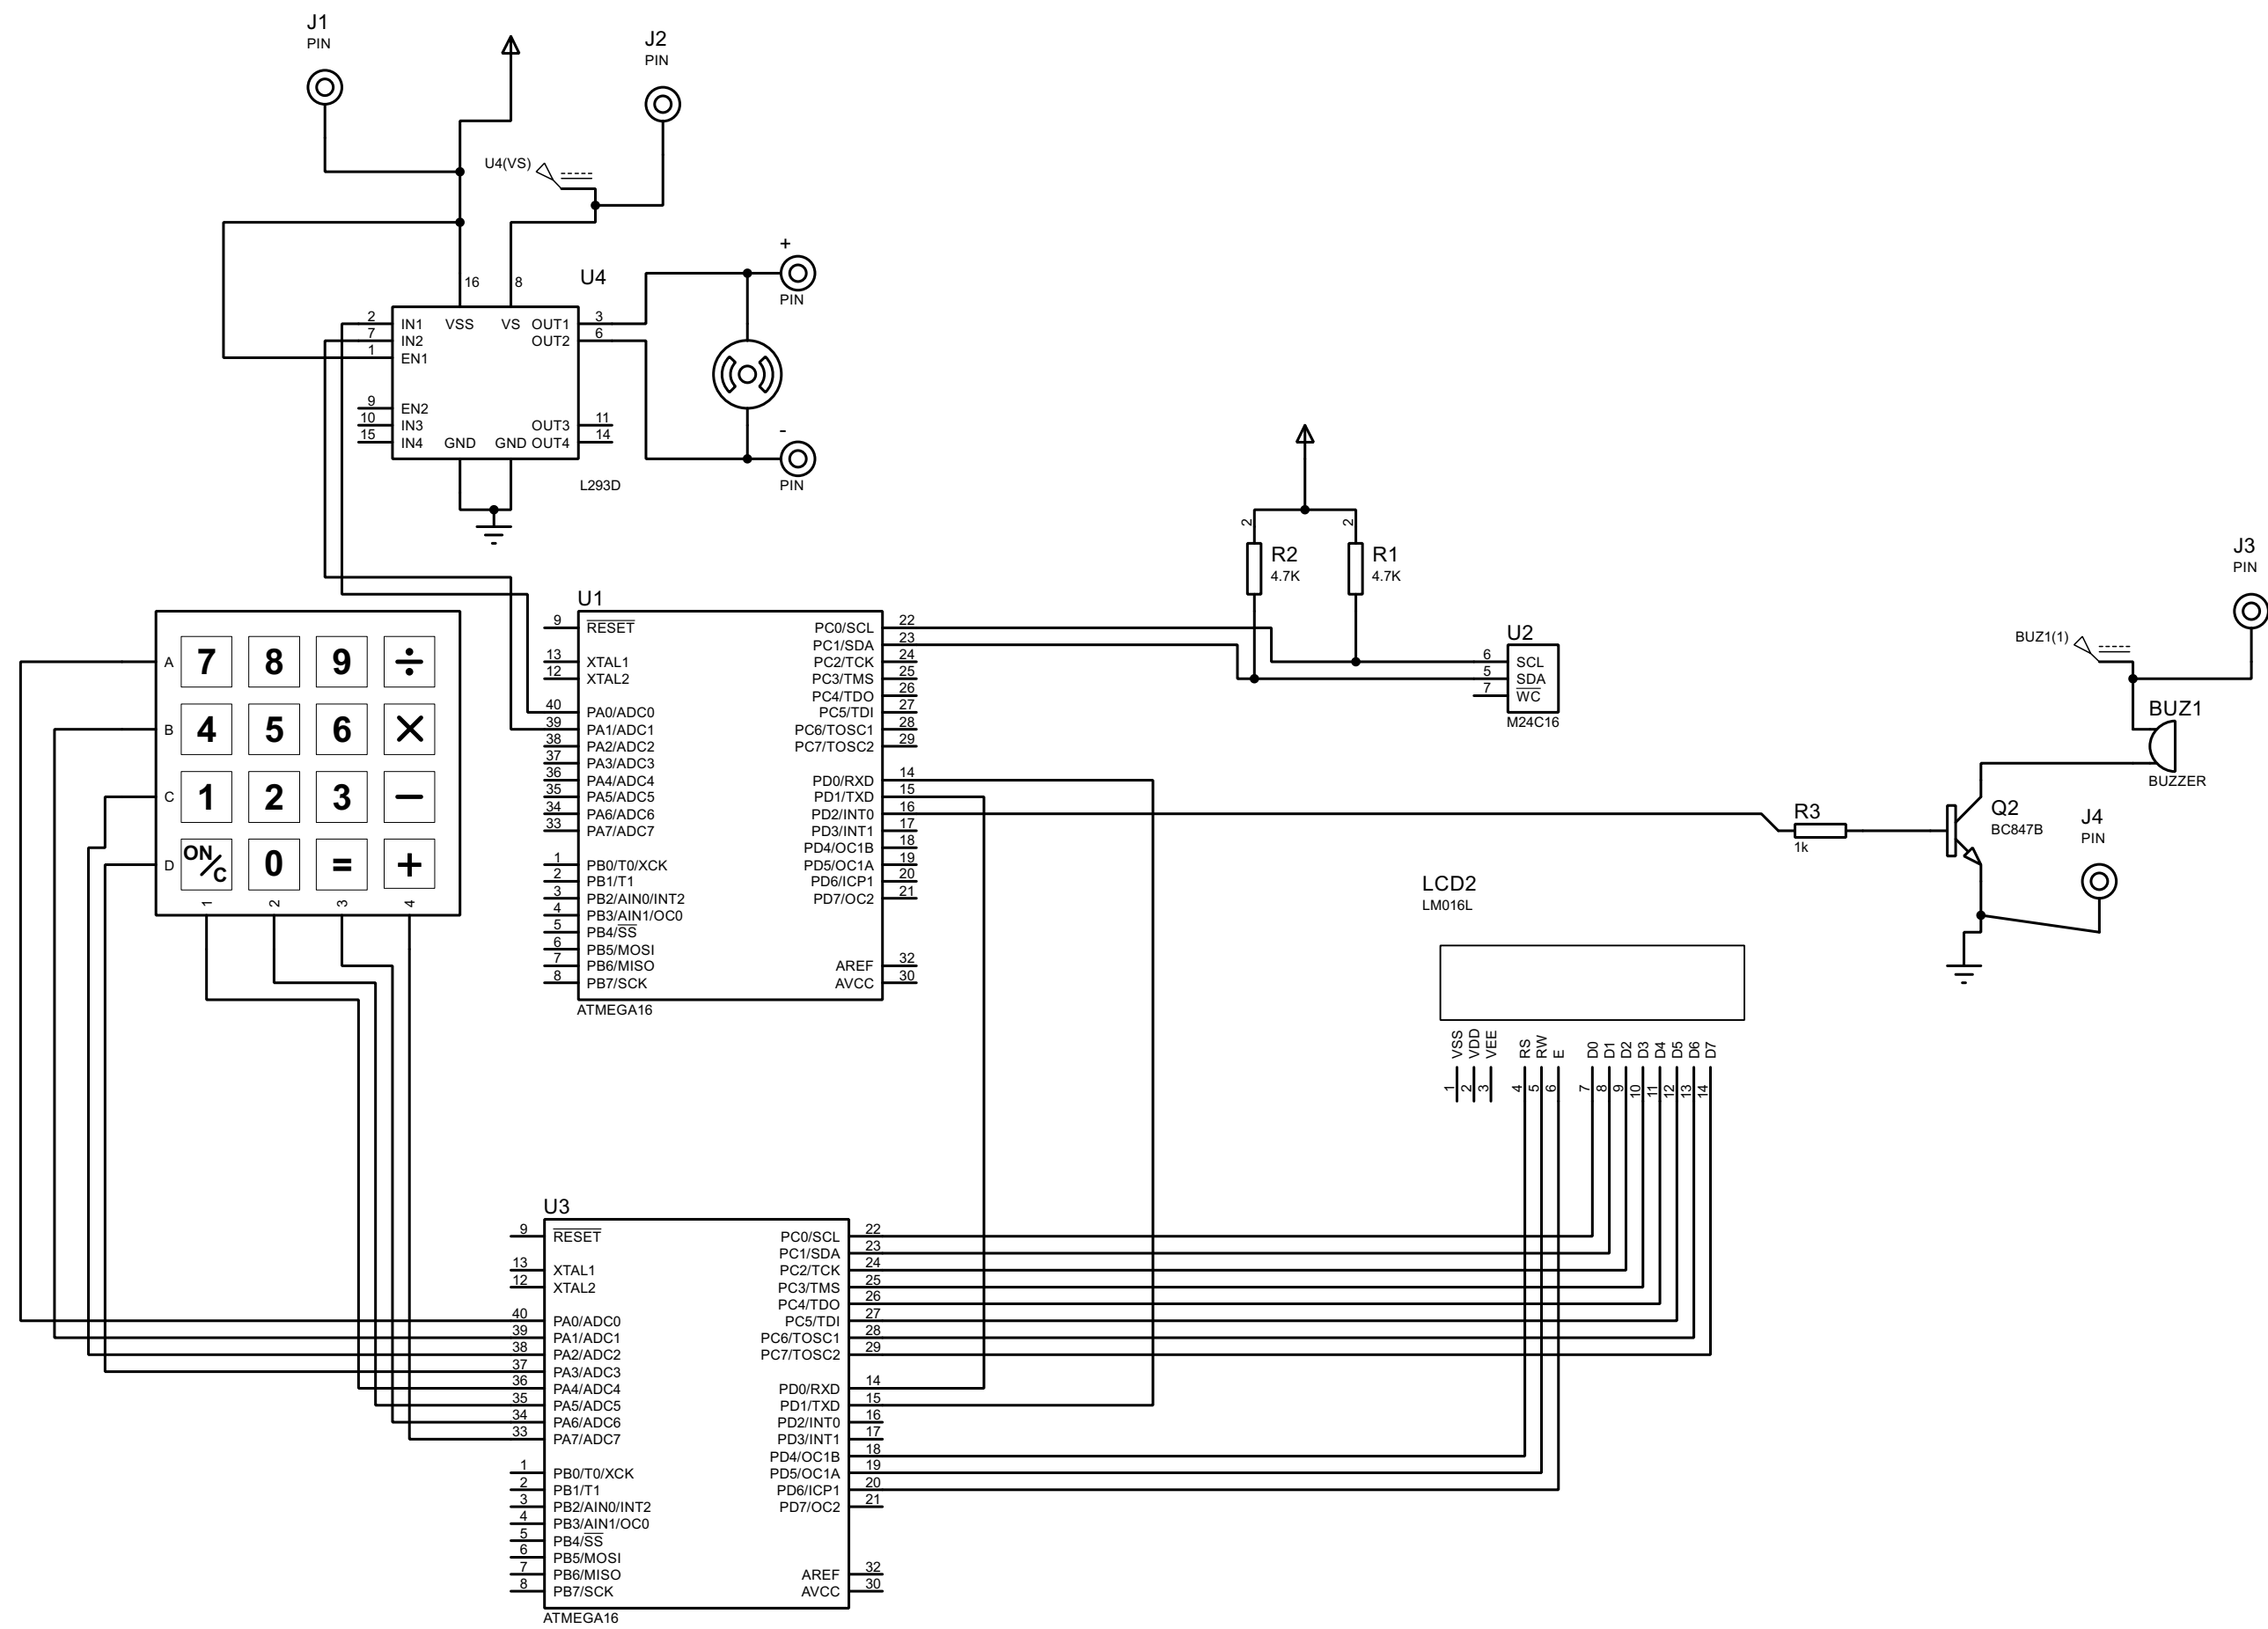 J1
PIN
J2
PIN
U4(VS)
+
PIN
U4
16
8
2
IN1
VSS
VS
OUT1
3
7
IN2
OUT2
6
1
EN1
9
EN2
10
IN3
OUT3
11
15
IN4
GND
GND
OUT4
14
-
PIN
L293D
2
2
R2
4.7K
R1
4.7K
J3
PIN
A
7
8
9
÷
B
4
5
6
×
C
1
2
3
−
D
ON/C
0
=
+
1
2
3
4
U1
9
RESET
PC0/SCL
22
PC1/SDA
23
13
XTAL1
PC2/TCK
24
12
XTAL2
PC3/TMS
25
PC4/TDO
26
40
PA0/ADC0
PC5/TDI
27
39
PA1/ADC1
PC6/TOSC1
28
38
PA2/ADC2
PC7/TOSC2
29
37
PA3/ADC3
36
PA4/ADC4
PD0/RXD
14
35
PA5/ADC5
PD1/TXD
15
34
PA6/ADC6
PD2/INT0
16
33
PA7/ADC7
PD3/INT1
17
PD4/OC1B
18
1
PB0/T0/XCK
PD5/OC1A
19
2
PB1/T1
PD6/ICP1
20
3
PB2/AIN0/INT2
PD7/OC2
21
4
PB3/AIN1/OC0
5
PB4/SS
6
PB5/MOSI
7
PB6/MISO
AREF
32
8
PB7/SCK
AVCC
30
ATMEGA16
U2
6
SCL
5
SDA
7
WC
M24C16
BUZ1(1)
BUZ1
BUZZER
R3
1k
Q2
BC847B
J4
PIN
LCD2
LM016L
VSS
VDD
VEE
RS
RW
E
D0
D1
D2
D3
D4
D5
D6
D7
1
2
3
4
5
6
7
8
9
10
11
12
13
14
U3
9
RESET
PC0/SCL
22
PC1/SDA
23
13
XTAL1
PC2/TCK
24
12
XTAL2
PC3/TMS
25
PC4/TDO
26
40
PA0/ADC0
PC5/TDI
27
39
PA1/ADC1
PC6/TOSC1
28
38
PA2/ADC2
PC7/TOSC2
29
37
PA3/ADC3
36
PA4/ADC4
PD0/RXD
14
35
PA5/ADC5
PD1/TXD
15
34
PA6/ADC6
PD2/INT0
16
33
PA7/ADC7
PD3/INT1
17
PD4/OC1B
18
1
PB0/T0/XCK
PD5/OC1A
19
2
PB1/T1
PD6/ICP1
20
3
PB2/AIN0/INT2
PD7/OC2
21
4
PB3/AIN1/OC0
5
PB4/SS
6
PB5/MOSI
7
PB6/MISO
AREF
32
8
PB7/SCK
AVCC
30
ATMEGA16